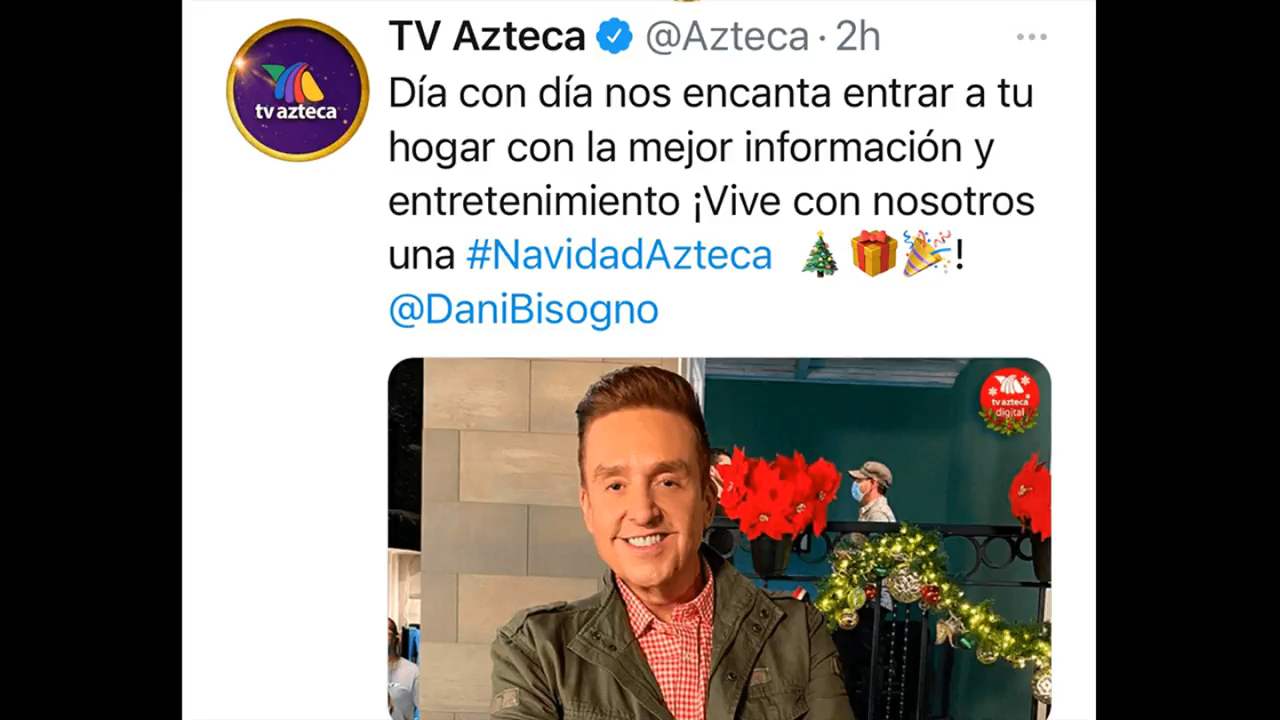 TV Azteca @Azteca · 2h
tv azteca
Día con día nos encanta entrar a tu
hogar con la mejor información y
entretenimiento ¡Vive con nosotros
una #NavidadAzteca 🎄🎁🎉!
@DaniBisogno
tv azteca
digital